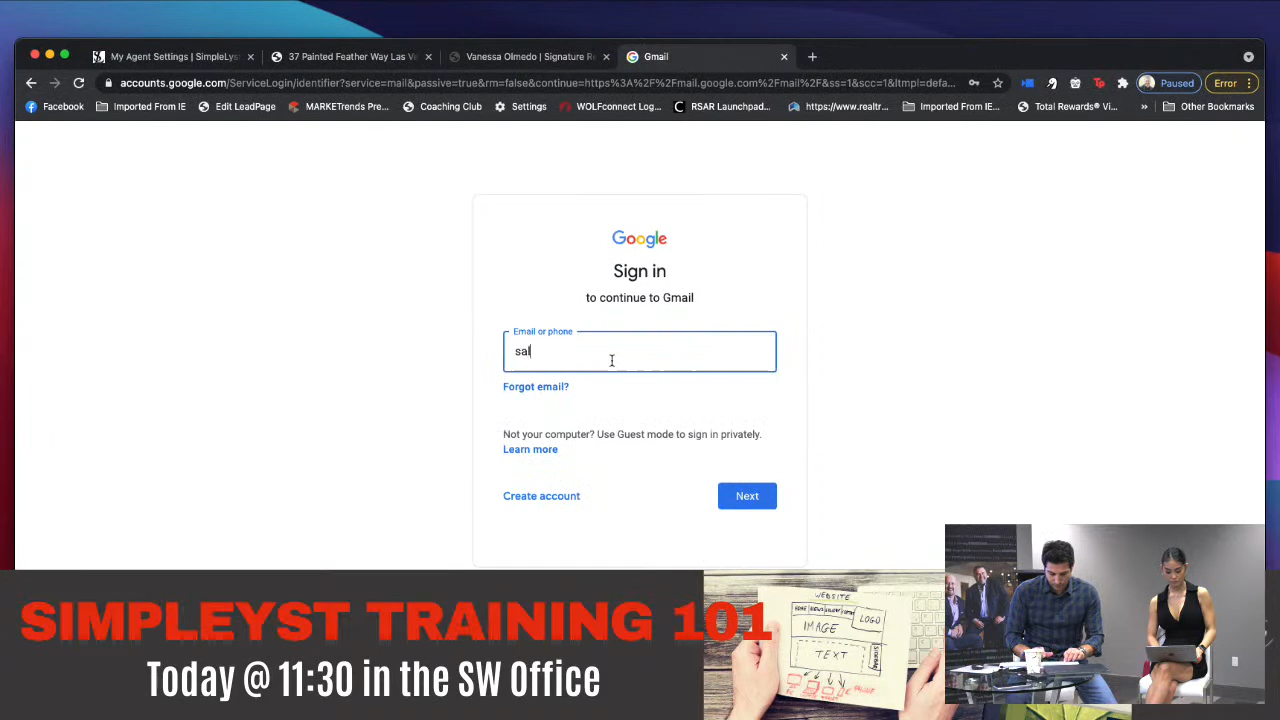 My Agent Settings | SimpleLys
37 Painted Feather Way Las Ve
Vanessa Olmedo | Signature Re
Gmail
accounts.google.com/ServiceLogin/identifier?service=mail&passive=true&rm=false&continue=https%3A%2F%2Fmail.google.com%2Fmail%2F&ss=1&scc=1&ltmpl=defa...
Paused
Error
Facebook
Imported From IE
Edit LeadPage
MARKETrends Pre...
Coaching Club
Settings
WOLFconnect Log...
RSAR Launchpad...
https://www.realtr...
Imported From IE...
Total Rewards® Vi...
»
Other Bookmarks
Google
Sign in
to continue to Gmail
Email or phone
sal
Forgot email?
Not your computer? Use Guest mode to sign in privately.
Learn more
Create account
Next
SIMPLEYST TRAINING 101
Today @ 11:30 in the SW Office
WEBSITE
HOME
LOGO
IMAGE
TEXT